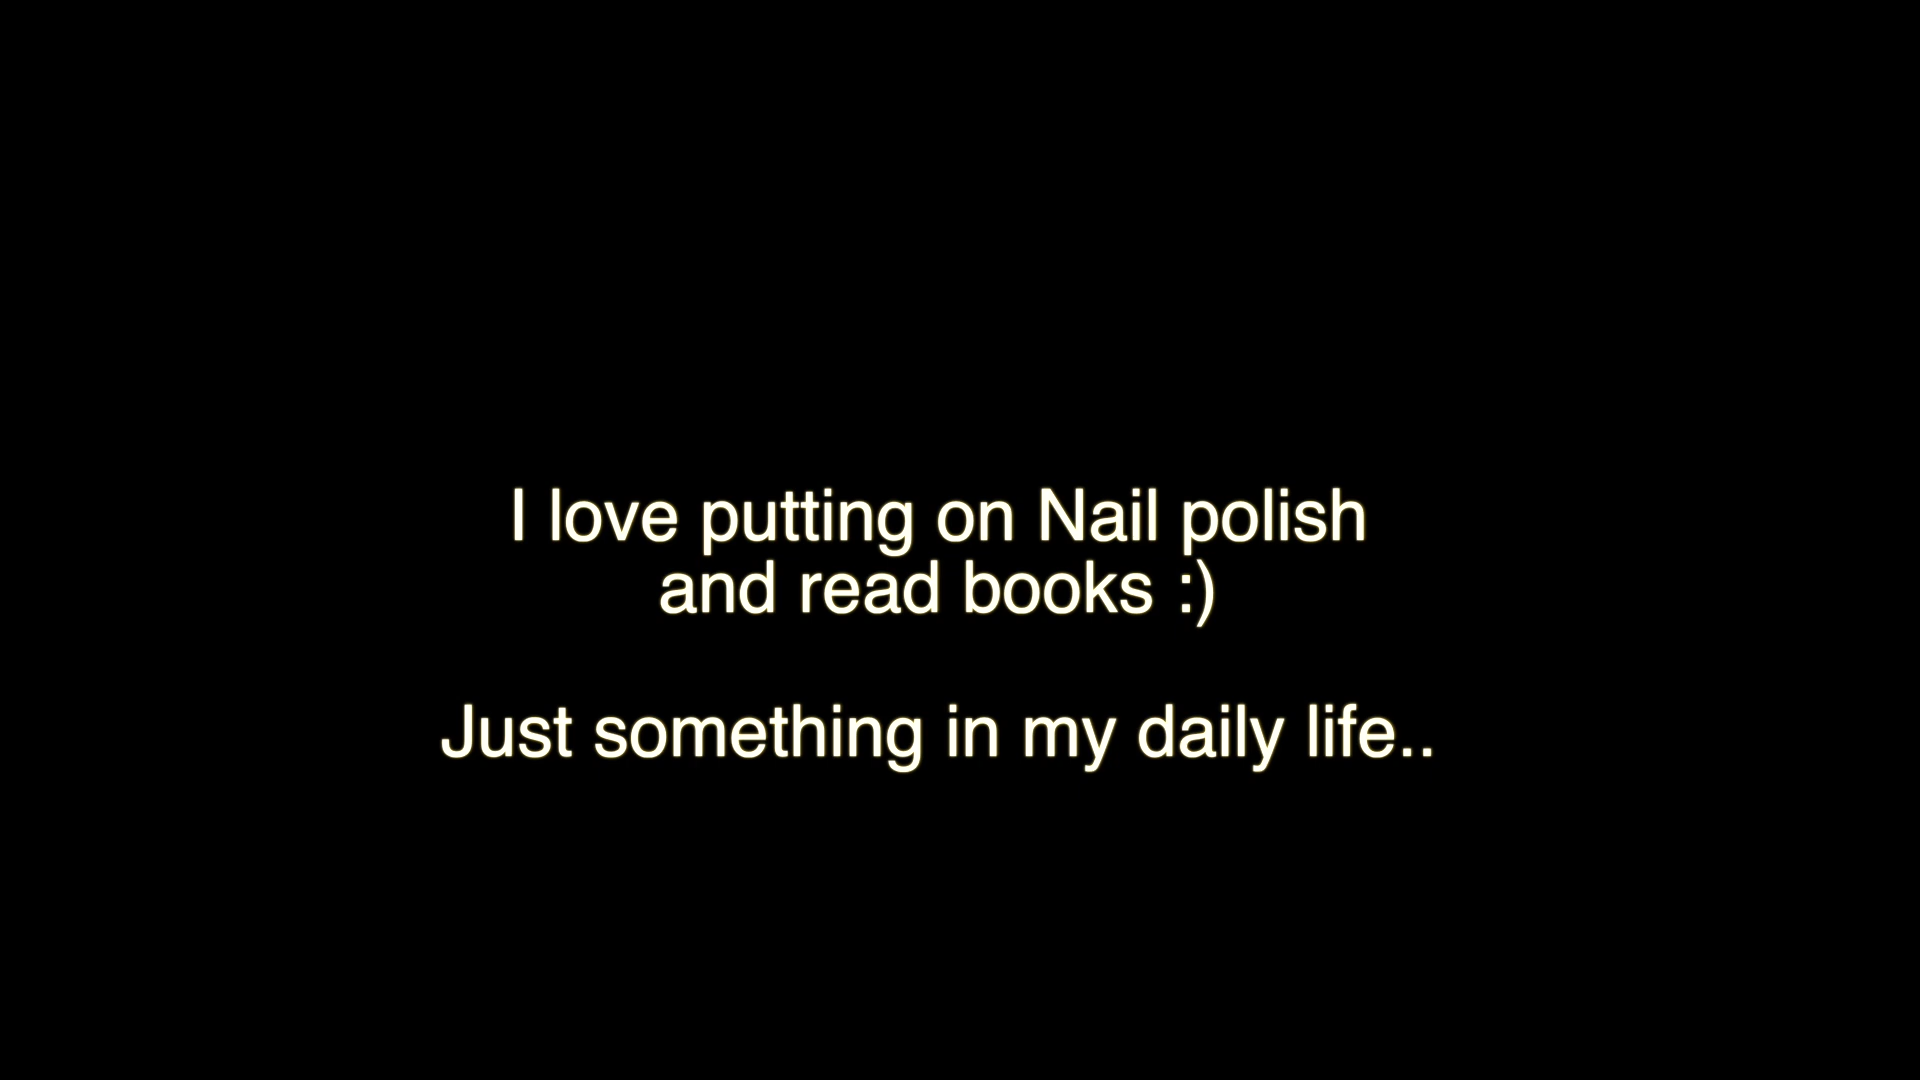 I love putting on Nail polish
and read books :)
Just something in my daily life..